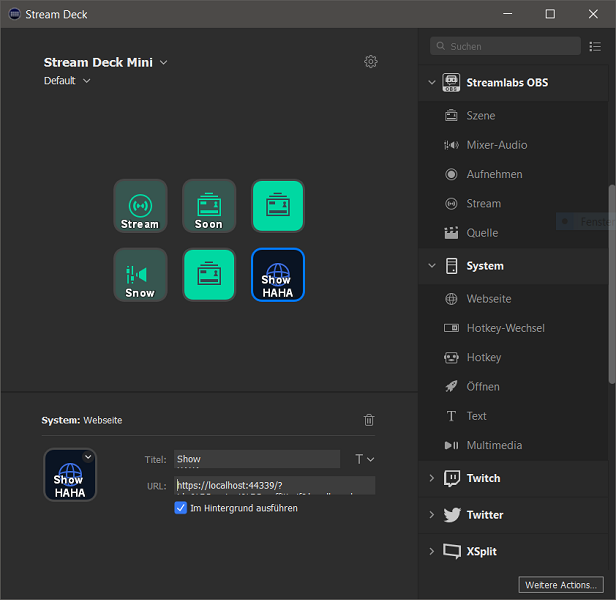 Stream Deck
Stream Deck Mini
Default
Stream
Soon
Snow
Show
HAHA
System: Webseite
Show
HAHA
Titel:
Show
T
URL:
https://localhost:44339/?
Im Hintergrund ausführen
Suchen
OBS
Streamlabs OBS
Szene
Mixer-Audio
Aufnehmen
Stream
Fenster
Quelle
System
Webseite
Hotkey-Wechsel
Hotkey
Öffnen
T Text
Multimedia
Twitch
Twitter
XSplit
Weitere Actions...